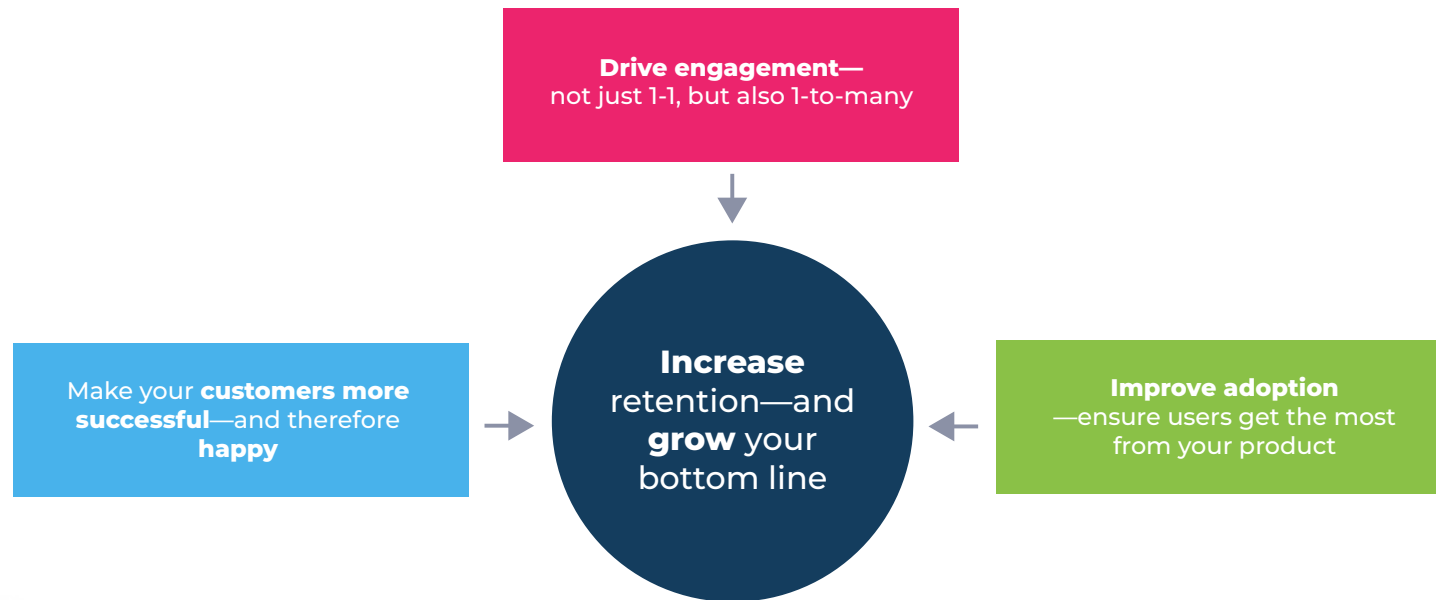 Drive engagement—
not just 1-1, but also 1-to-many
Make your customers more
successful—and therefore
happy
Increase
retention—and
grow your
bottom line
Improve adoption
—ensure users get the most
from your product